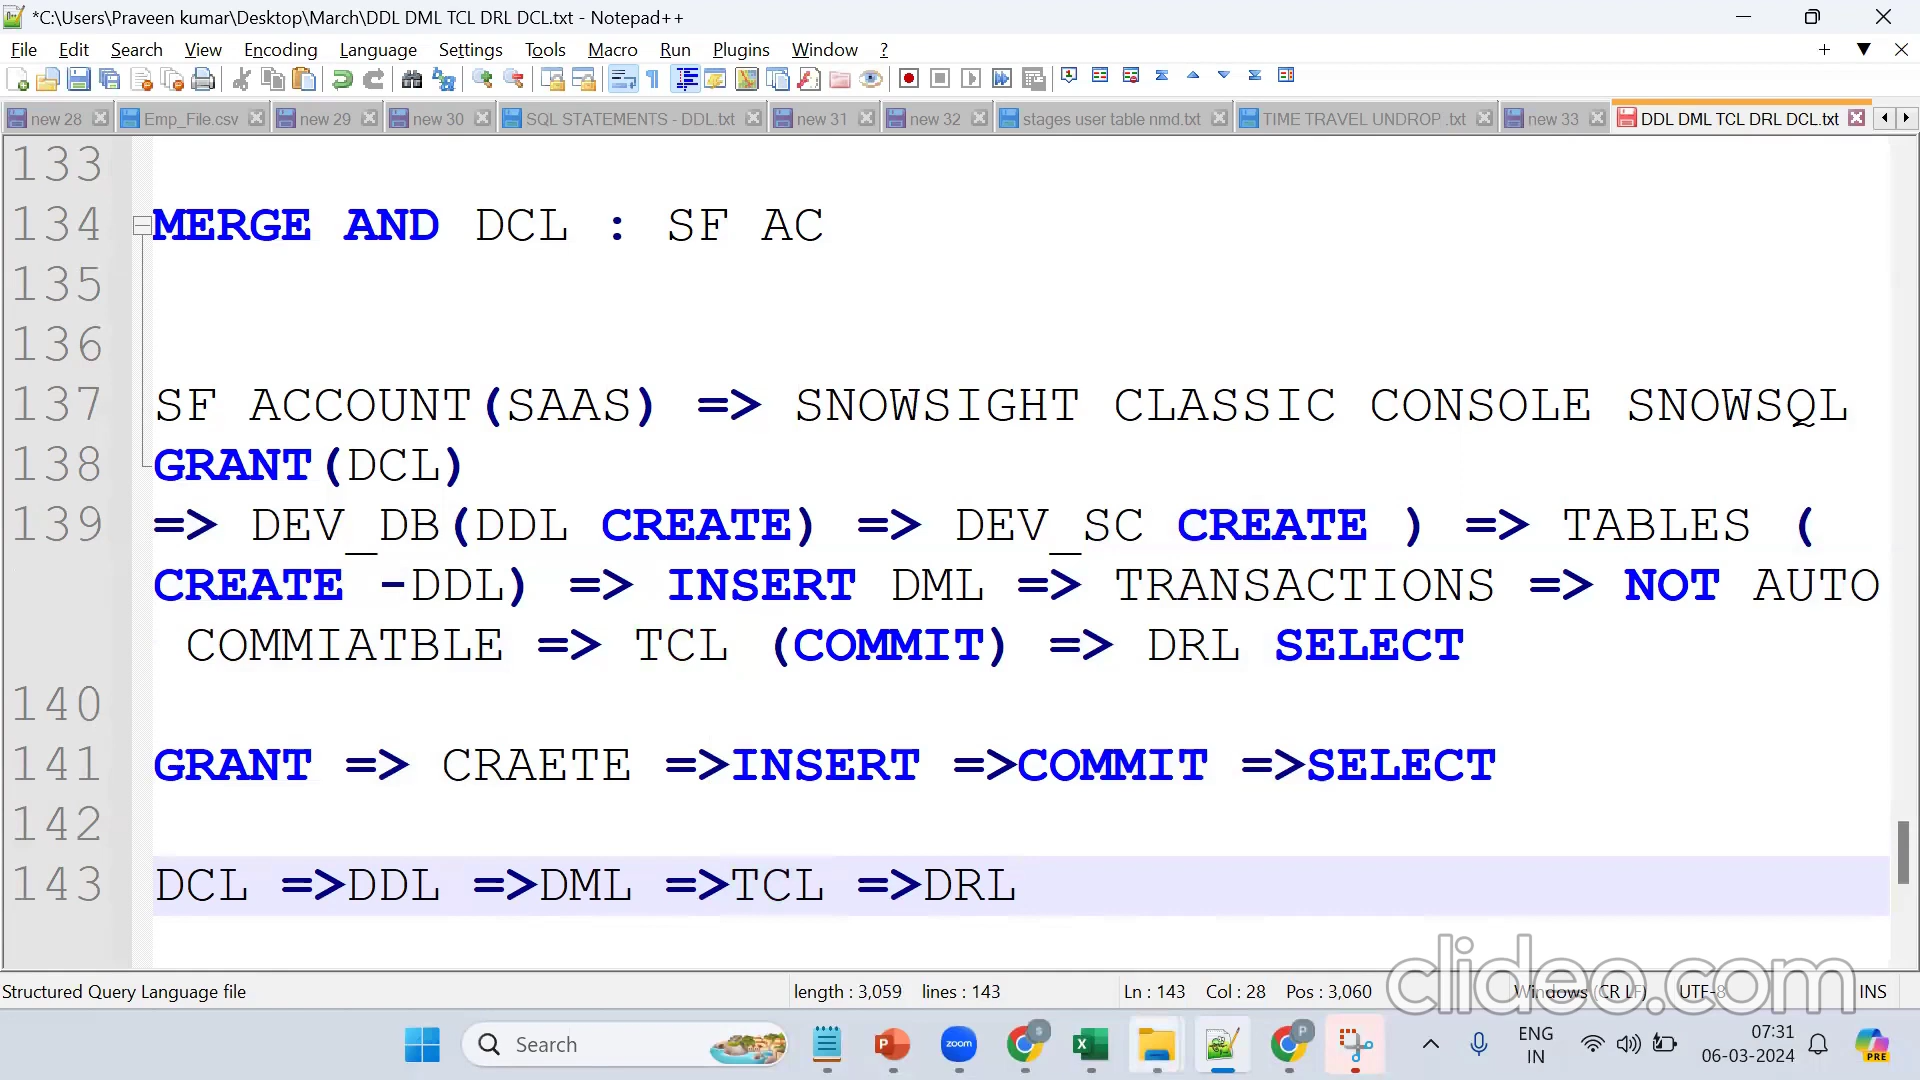 *C:\Users\Praveen kumar\Desktop\March\DDL DML TCL DRL DCL.txt - Notepad++
File Edit Search View Encoding Language Settings Tools Macro Run Plugins Window ?
new 28 Emp_File.csv new 29 new 30 SQL STATEMENTS - DDL.txt new 31 new 32 stages user table nmd.txt TIME TRAVEL UNDROP .txt new 33 DDL DML TCL DRL DCL.txt
133
134 MERGE AND DCL : SF AC
135
136
137 SF ACCOUNT(SAAS) => SNOWSIGHT CLASSIC CONSOLE SNOWSQL
138 GRANT(DCL)
139 => DEV_DB(DDL CREATE) => DEV_SC CREATE ) => TABLES (
CREATE -DDL) => INSERT DML => TRANSACTIONS => NOT AUTO
COMMIATBLE => TCL (COMMIT) => DRL SELECT
140
141 GRANT => CRAETE =>INSERT =>COMMIT =>SELECT
142
143 DCL =>DDL =>DML =>TCL =>DRL
clideo.com
Structured Query Language file length : 3,059 lines : 143 Ln : 143 Col : 28 Pos : 3,060 Windows (CR LF) UTF-8 INS
Search zoom ENG 07:31
IN 06-03-2024 PRE